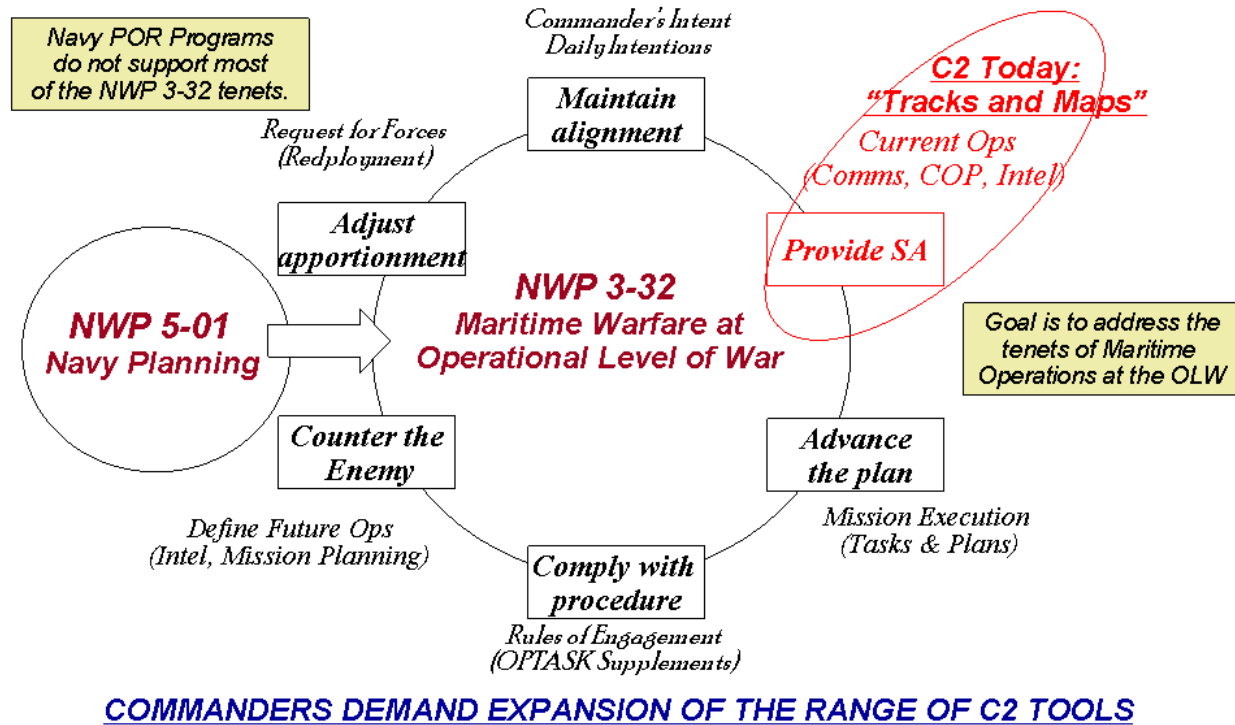 Navy POR Programs
do not support most
of the NWP 3-32 tenets.
Commander's Intent
Daily Intentions
C2 Today:
“Tracks and Maps”
Current Ops
(Comms, COP, Intel)
Maintain
alignment
Request for Forces
(Redployment)
Adjust
apportionment
Provide SA
NWP 5-01
Navy Planning
NWP 3-32
Maritime Warfare at
Operational Level of War
Goal is to address the
tenets of Maritime
Operations at the OLW
Counter the
Enemy
Advance
the plan
Define Future Ops
(Intel, Mission Planning)
Mission Execution
(Tasks & Plans)
Comply with
procedure
Rules of Engagement
(OPTASK Supplements)
COMMANDERS DEMAND EXPANSION OF THE RANGE OF C2 TOOLS